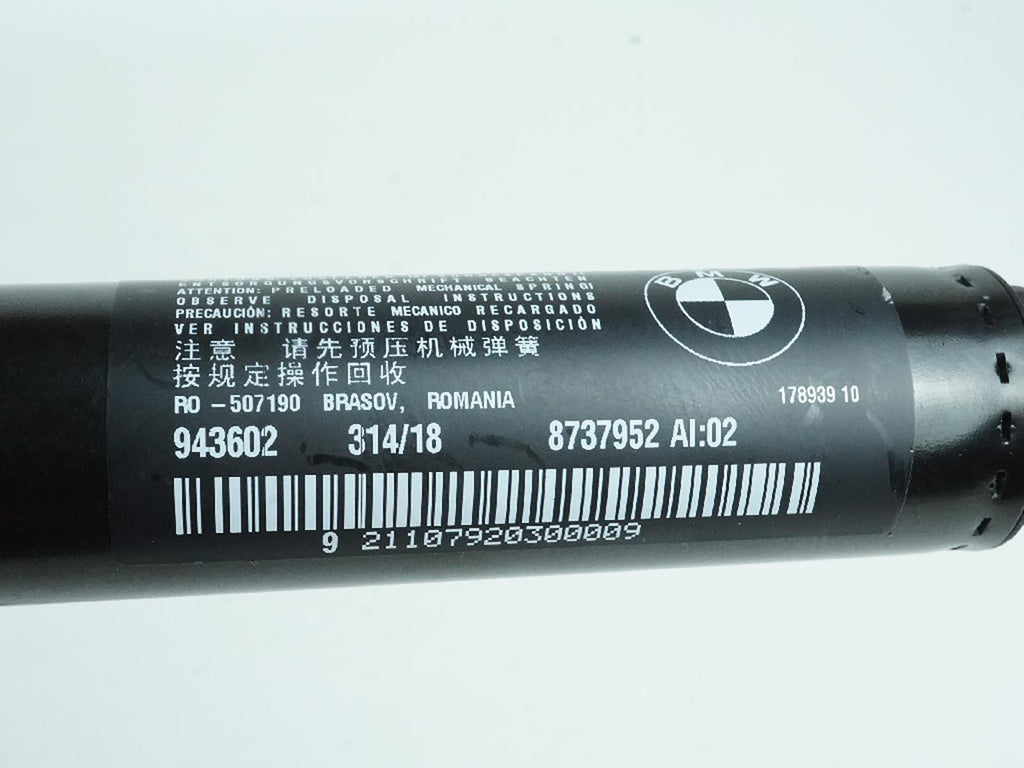 ENTSORGUNGSVORSCHRIFT BEACHTEN
ATTENTION: PRELOADED MECHANICAL SPRING!
OBSERVE DISPOSAL INSTRUCTIONS
PRECAUCIÓN: RESORTE MECANICO RECARGADO
VER INSTRUCCIONES DE DISPOSICIÓN
注意 请先预压机械弹簧
按规定操作回收
BMW
RO -507190 BRASOV, ROMANIA
178939 10
943602 314/18 8737952 AI:02
9 21107920300009